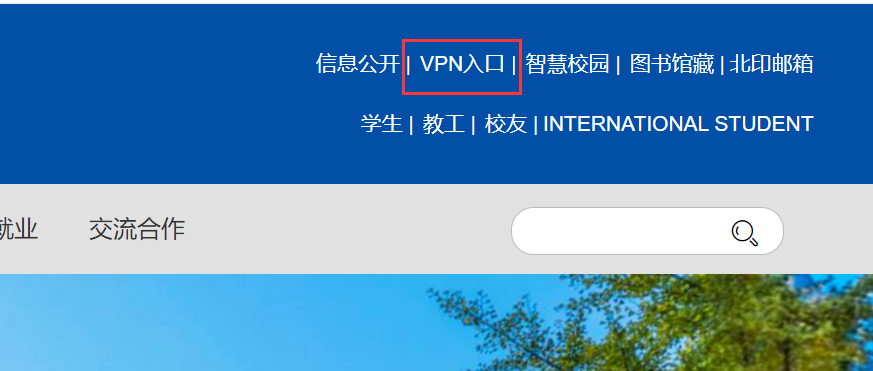 信息公开 | VPN入口 | 智慧校园 | 图书馆藏 | 北印邮箱
学生 | 教工 | 校友 | INTERNATIONAL STUDENT
就业 交流合作